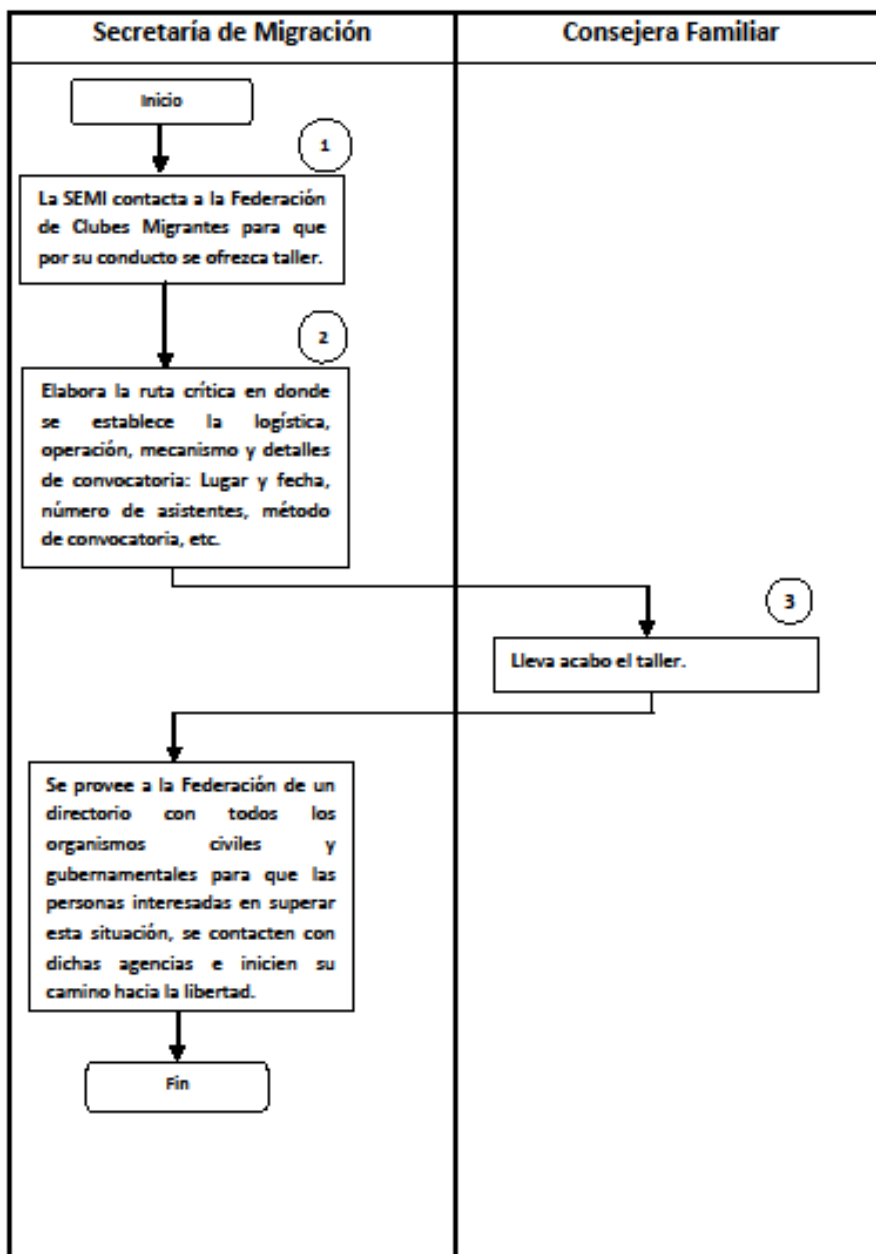 Secretaría de Migración
Consejera Familiar
Inicio
1
La SEMI contacta a la Federación
de Clubes Migrantes para que
por su conducto se ofrezca taller.
2
Elabora la ruta crítica en donde
se establece la logística,
operación, mecanismo y detalles
de convocatoria: Lugar y fecha,
número de asistentes, método
de convocatoria, etc.
3
Lleva acabo el taller.
Se provee a la Federación de un
directorio con todos los
organismos civiles y
gubernamentales para que las
personas interesadas en superar
esta situación, se contacten con
dichas agencias e inicien su
camino hacia la libertad.
Fin